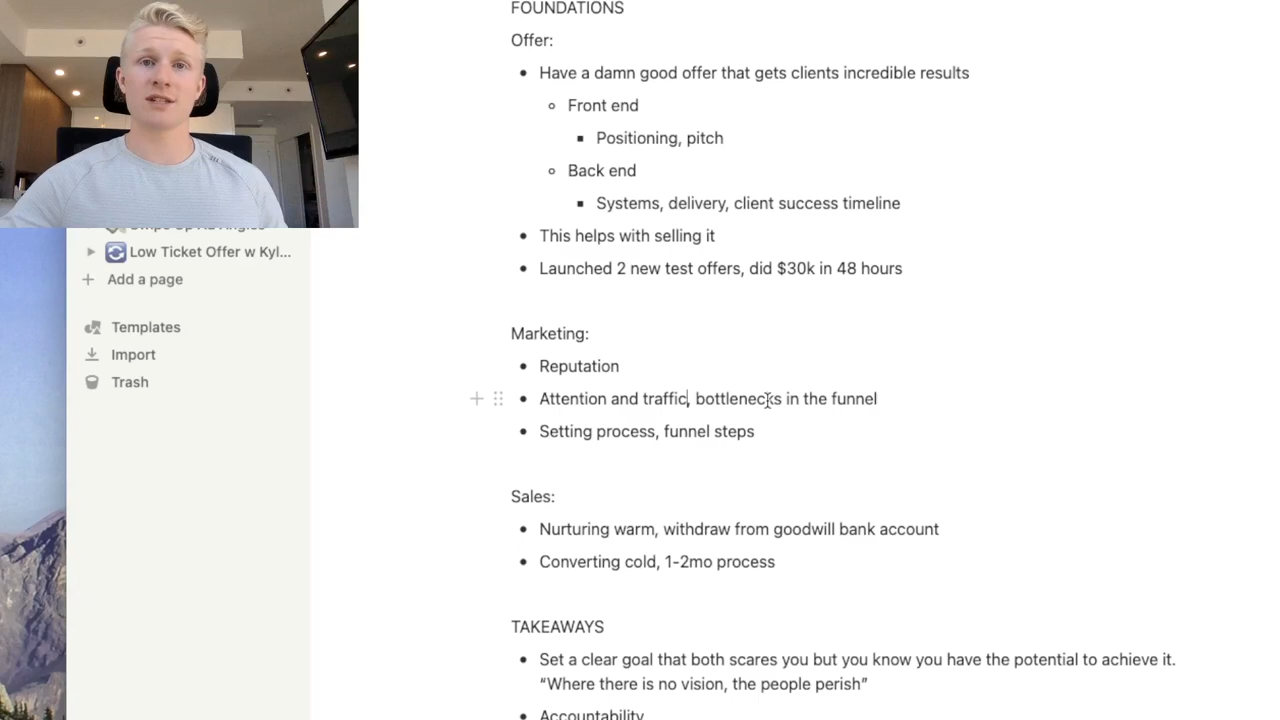 FOUNDATIONS
Offer:
Have a damn good offer that gets clients incredible results
Front end
Positioning, pitch
Back end
Systems, delivery, client success timeline
This helps with selling it
Launched 2 new test offers, did $30k in 48 hours
Marketing:
Reputation
Attention and traffic, bottlenecks in the funnel
Setting process, funnel steps
Sales:
Nurturing warm, withdraw from goodwill bank account
Converting cold, 1-2mo process
TAKEAWAYS
Set a clear goal that both scares you but you know you have the potential to achieve it.
“Where there is no vision, the people perish”
Accountability
Low Ticket Offer w Kyl...
Add a page
Templates
Import
Trash